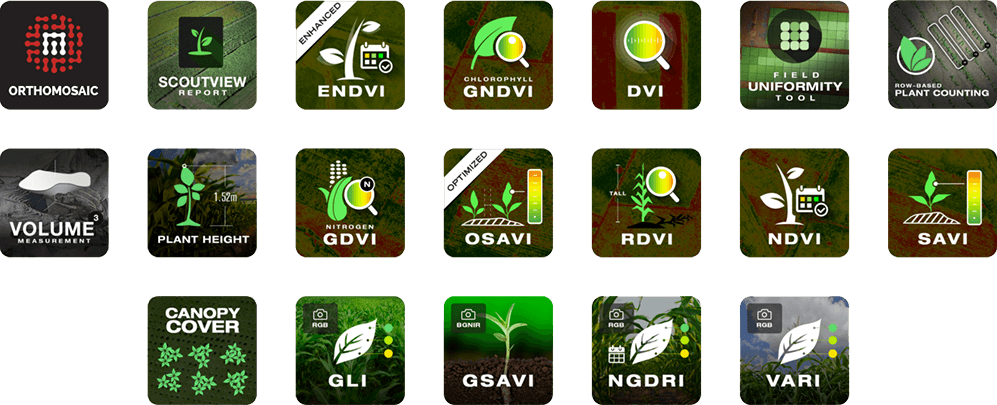 ORTHOMOSAIC
SCOUTVIEW
REPORT
ENHANCED
ENDVI
CHLOROPHYLL
GNDVI
DVI
FIELD
UNIFORMITY
TOOL
ROW-BASED
PLANT COUNTING
VOLUME3
MEASUREMENT
1.52m
PLANT HEIGHT
N
NITROGEN
GDVI
OPTIMIZED
OSAVI
TALL
RDVI
NDVI
SAVI
CANOPY
COVER
RGB
GLI
BGNIR
GSAVI
RGB
NGDRI
RGB
VARI